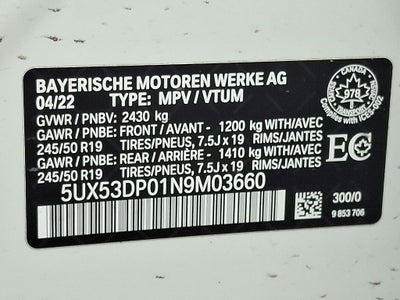 BAYERISCHE MOTOREN WERKE AG
04/22 TYPE: MPV / VTUM
GVWR / PNBV: 2430 kg
GAWR / PNBE: FRONT / AVANT - 1200 kg WITH/AVEC
245/50 R19 TIRES/PNEUS, 7.5J x 19 RIMS/JANTES
GAWR / PNBE: REAR / ARRIÈRE - 1410 kg WITH/AVEC
245/50 R19 TIRES/PNEUS, 7.5J x 19 RIMS/JANTES
5UX53DP01N9M03660
CANADA
978
TRANSPORT
Complies with ICES-002
EC
300/0
9 853 706